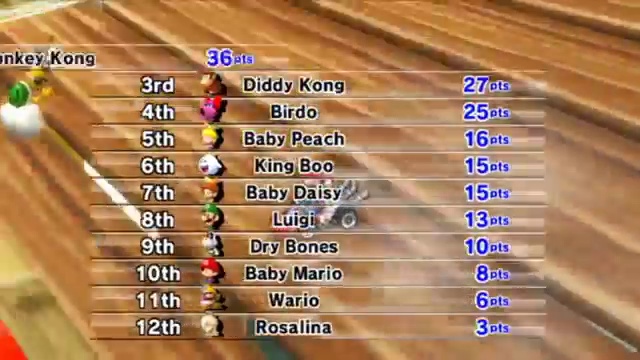 onkey Kong 36pts
3rd Diddy Kong 27pts
4th Birdo 25pts
5th Baby Peach 16pts
6th King Boo 15pts
7th Baby Daisy 15pts
8th Luigi 13pts
9th Dry Bones 10pts
10th Baby Mario 8pts
11th Wario 6pts
12th Rosalina 3pts